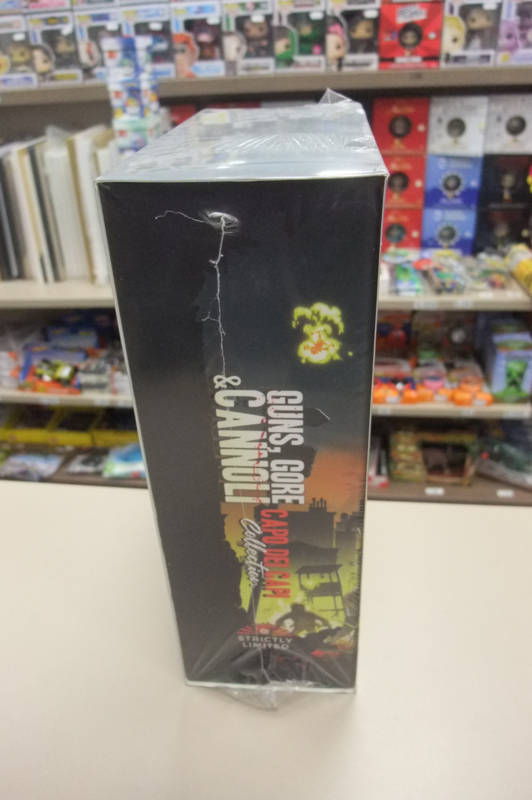 GUNS, GORE
& CANNOLI
CAPO DEI CAPI
Collection
STRICTLY
LIMITED